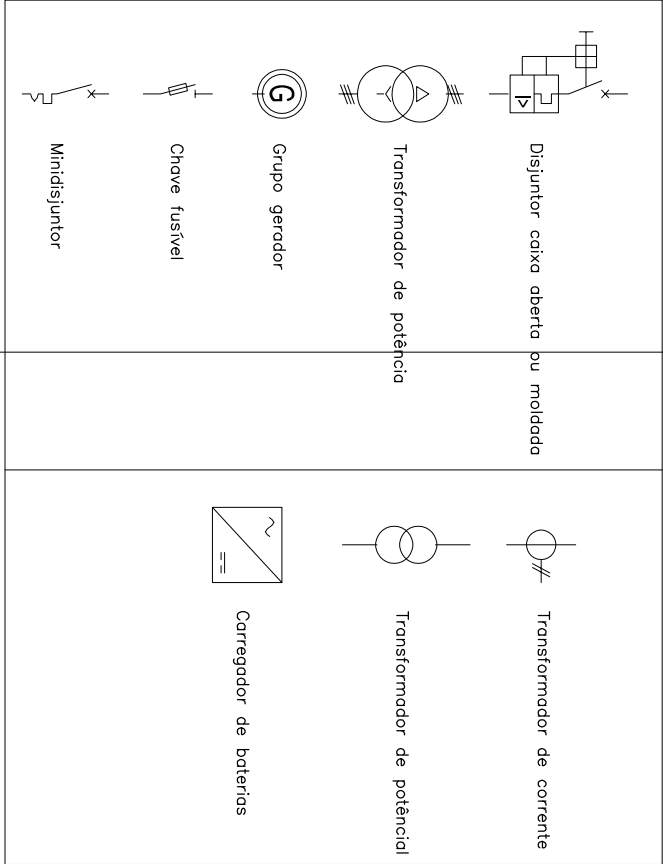 Disjuntor caixa aberta ou moldada
Transformador de potência
G
Grupo gerador
Chave fusível
Minidisjuntor
Transformador de corrente
Transformador de potêncial
Carregador de baterias